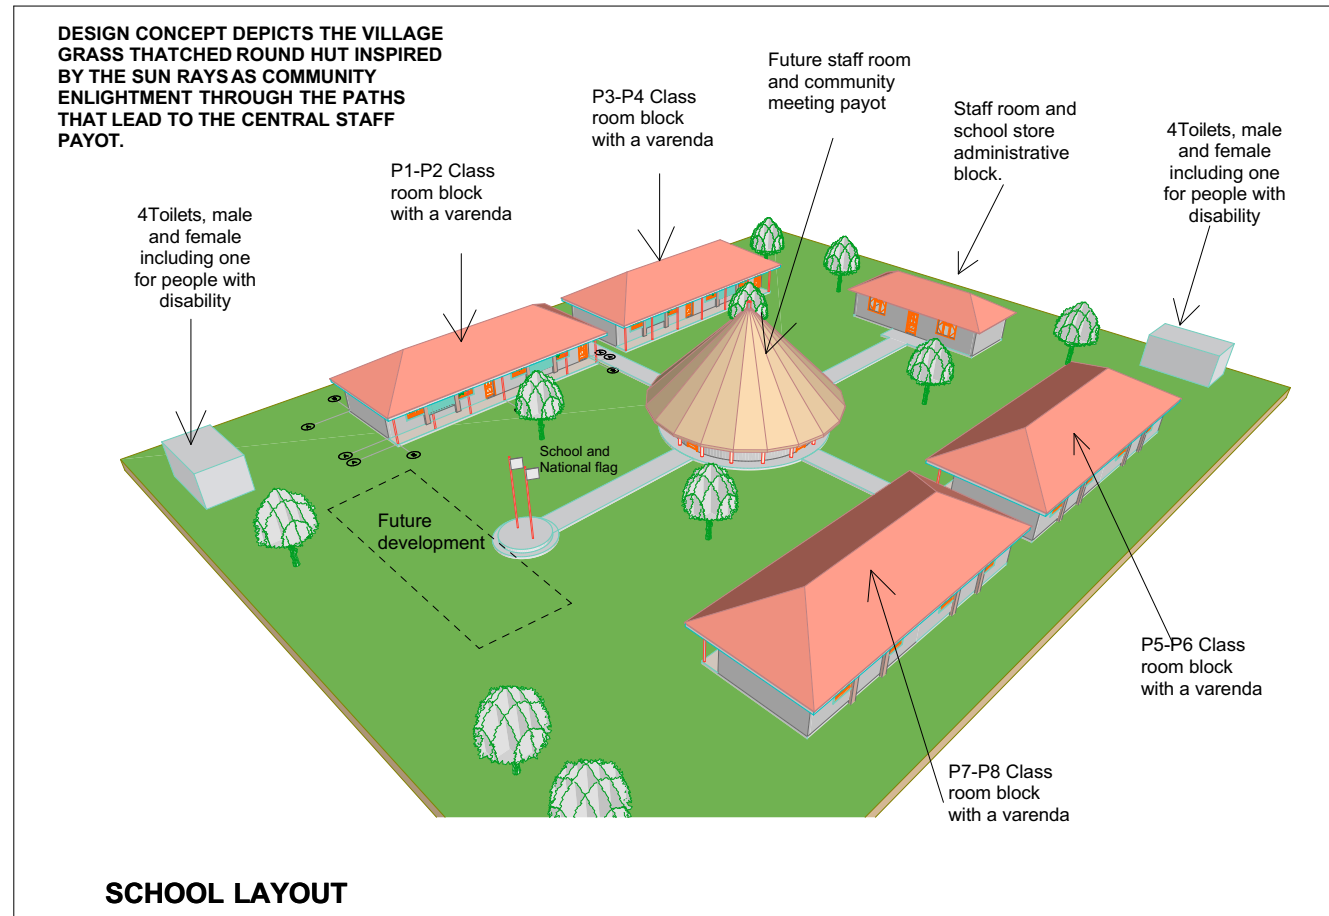 DESIGN CONCEPT DEPICTS THE VILLAGE
GRASS THATCHED ROUND HUT INSPIRED
BY THE SUN RAYS AS COMMUNITY
ENLIGHTMENT THROUGH THE PATHS
THAT LEAD TO THE CENTRAL STAFF
PAYOT.
4Toilets, male
and female
including one
for people with
disability
P1-P2 Class
room block
with a varenda
P3-P4 Class
room block
with a varenda
Future staff room
and community
meeting payot
Staff room and
school store
administrative
block.
4Toilets, male
and female
including one
for people with
disability
School and
National flag
Future
development
P5-P6 Class
room block
with a varenda
P7-P8 Class
room block
with a varenda
SCHOOL LAYOUT